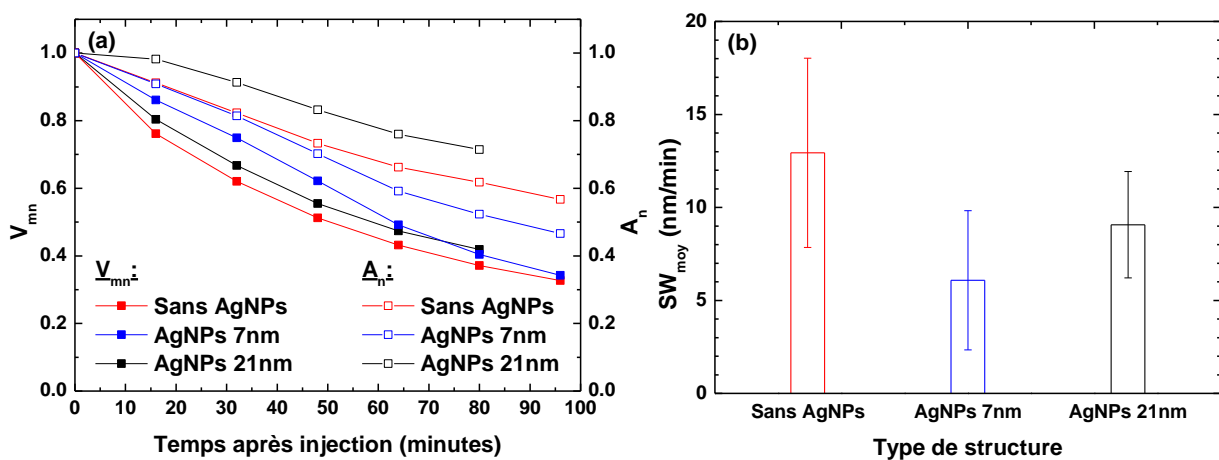 (a)
1.0
0.8
0.6
0.4
0.2
0.0
V_mn
V_mn :
Sans AgNPs
AgNPs 7nm
AgNPs 21nm
A_n :
Sans AgNPs
AgNPs 7nm
AgNPs 21nm
1.0
0.8
0.6
0.4
0.2
0.0
A_n
0 10 20 30 40 50 60 70 80 90 100
Temps après injection (minutes)
(b)
20
15
10
5
0
SW_moy (nm/min)
Sans AgNPs AgNPs 7nm AgNPs 21nm
Type de structure